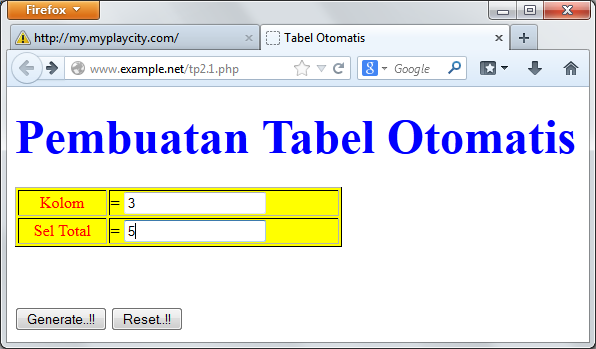 Firefox
http://my.myplaycity.com/
Tabel Otomatis
www.example.net/tp2.1.php
Google
Pembuatan Tabel Otomatis
Kolom = 3
Sel Total = 5
Generate..!! Reset..!!